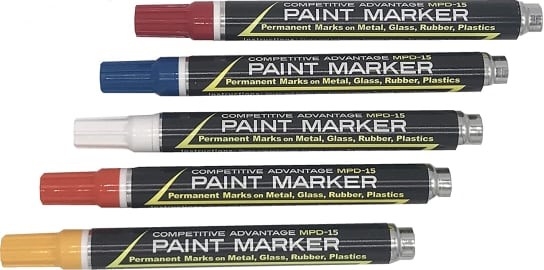 COMPETITIVE ADVANTAGE MPD-15
PAINT MARKER
Permanent Marks on Metal, Glass, Rubber, Plastics
COMPETITIVE ADVANTAGE MPD-15
PAINT MARKER
Permanent Marks on Metal, Glass, Rubber, Plastics
COMPETITIVE ADVANTAGE MPD-15
PAINT MARKER
Permanent Marks on Metal, Glass, Rubber, Plastics
COMPETITIVE ADVANTAGE MPD-15
PAINT MARKER
Permanent Marks on Metal, Glass, Rubber, Plastics
COMPETITIVE ADVANTAGE MPD-15
PAINT MARKER
Permanent Marks on Metal, Glass, Rubber, Plastics